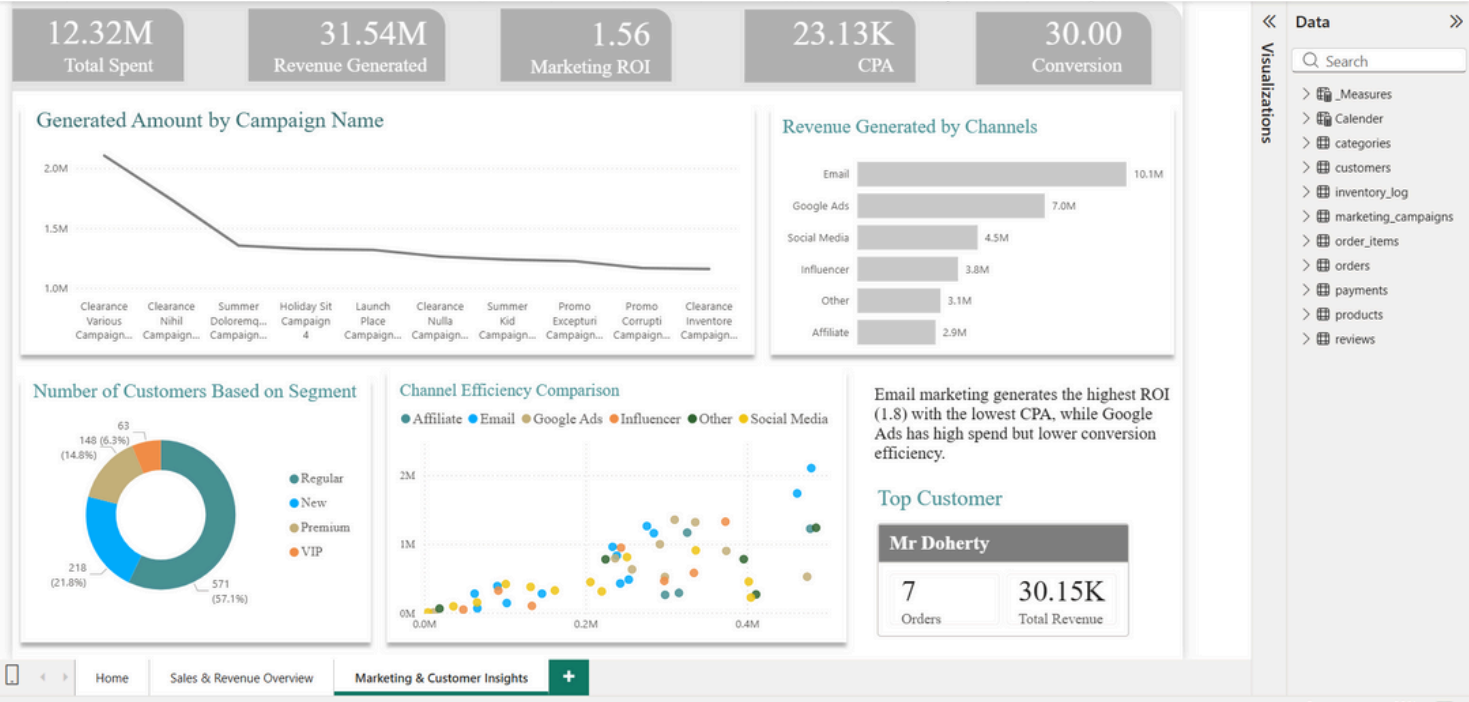 12.32M
Total Spent
31.54M
Revenue Generated
1.56
Marketing ROI
23.13K
CPA
30.00
Conversion
Generated Amount by Campaign Name
2.0M
1.5M
1.0M
Clearance
Various
Campaign...
Clearance
Nihil
Campaign...
Summer
Doloremq...
Campaign...
Holiday Sit
Campaign
4
Launch
Place
Campaign...
Clearance
Nulla
Campaign...
Summer
Kid
Campaign...
Promo
Excepturi
Campaign...
Promo
Corrupti
Campaign...
Clearance
Inventore
Campaign...
Revenue Generated by Channels
Email 10.1M
Google Ads 7.0M
Social Media 4.5M
Influencer 3.8M
Other 3.1M
Affiliate 2.9M
Number of Customers Based on Segment
63
(6.3%)
148
(14.8%)
218
(21.8%)
571
(57.1%)
Regular
New
Premium
VIP
Channel Efficiency Comparison
Affiliate Email Google Ads Influencer Other Social Media
2M
1M
0M
0.0M 0.2M 0.4M
Email marketing generates the highest ROI
(1.8) with the lowest CPA, while Google
Ads has high spend but lower conversion
efficiency.
Top Customer
Mr Doherty
7
Orders
30.15K
Total Revenue
Home
Sales & Revenue Overview
Marketing & Customer Insights
+
Visualizations
Data
Search
_Measures
Calender
categories
customers
inventory_log
marketing_campaigns
order_items
orders
payments
products
reviews